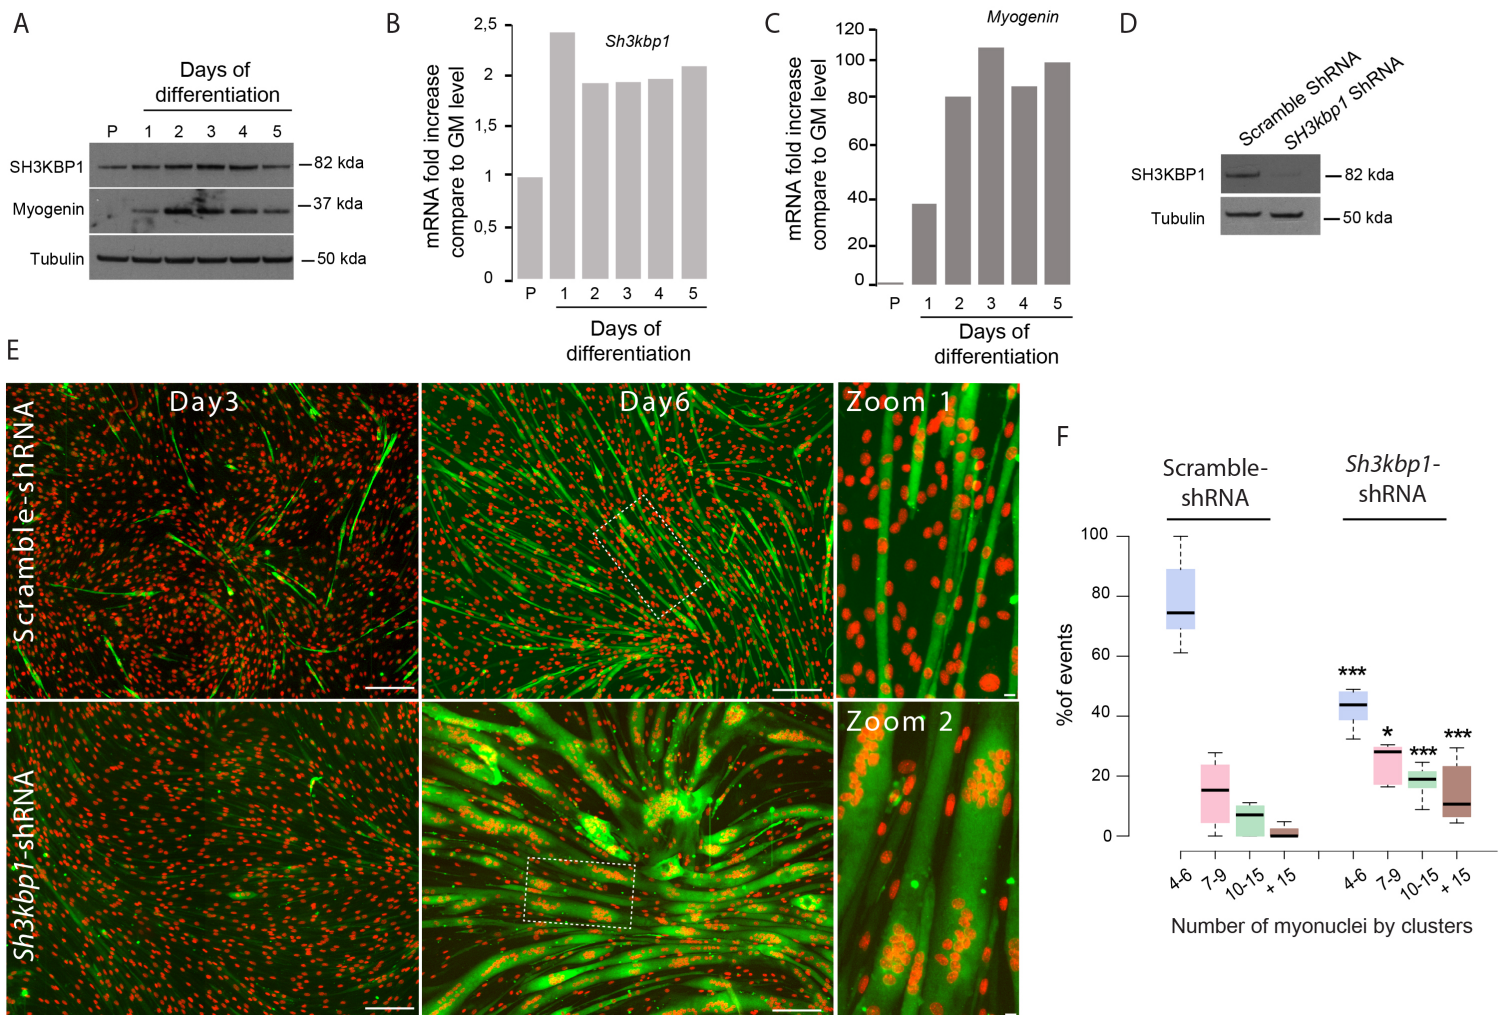 A
Days of
differentiation
P 1 2 3 4 5
SH3KBP1
82 kda
Myogenin
37 kda
Tubulin
50 kda
B
Sh3kbp1
mRNA fold increase
compare to GM level
2,5
2
1,5
1
0,5
0
P 1 2 3 4 5
Days of
differentiation
C
Myogenin
mRNA fold increase
compare to GM level
120
100
80
60
40
20
0
P 1 2 3 4 5
Days of
differentiation
D
Scramble ShRNA
SH3kbp1 ShRNA
SH3KBP1
82 kda
Tubulin
50 kda
E
Day3
Day6
Zoom 1
Scramble-shRNA
Zoom 2
Sh3kbp1-shRNA
F
Scramble-
shRNA
Sh3kbp1-
shRNA
%of events
100
80
60
40
20
0
***
*
***
***
4-6
7-9
10-15
+ 15
4-6
7-9
10-15
+ 15
Number of myonuclei by clusters